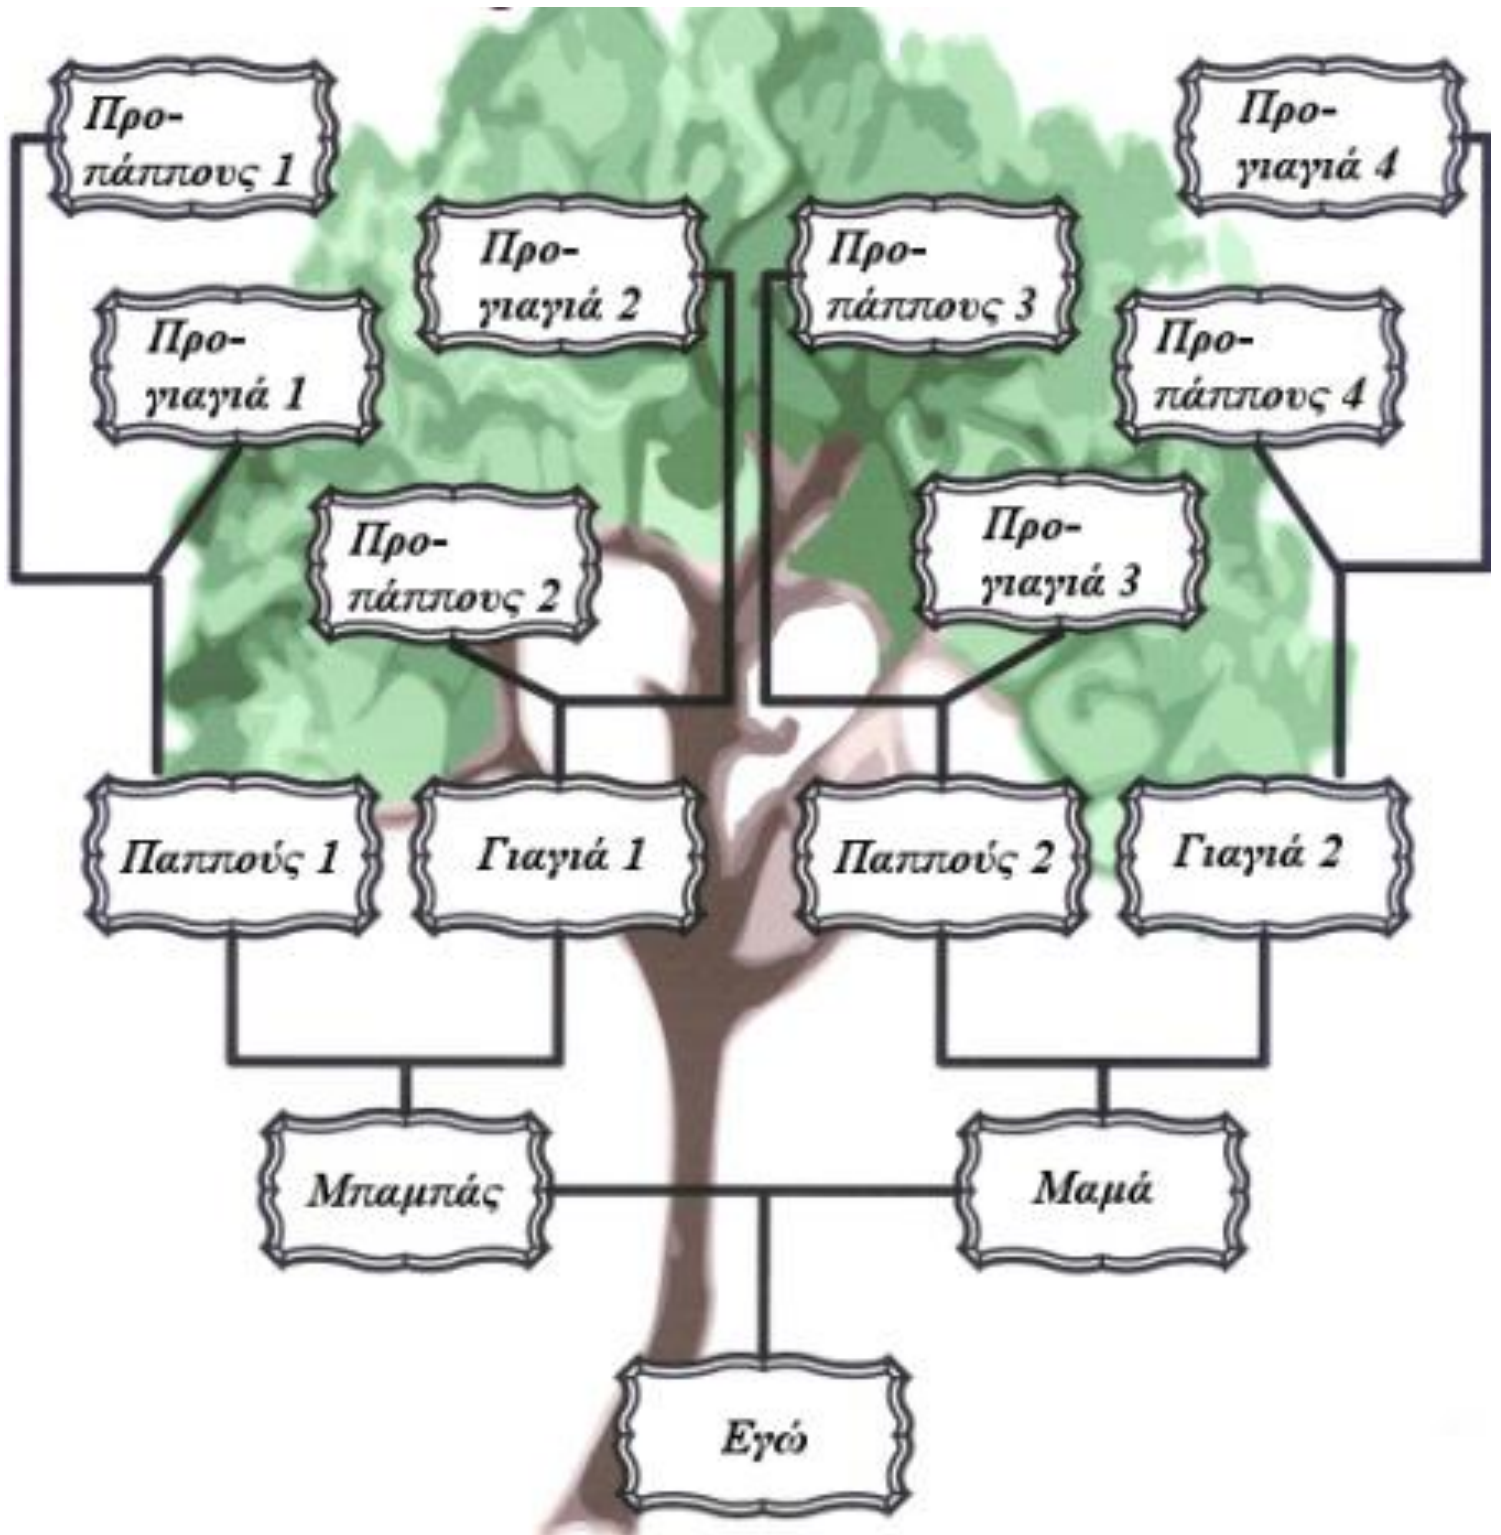 Προ-
πάππους 1
Προ-
γιαγιά 4
Προ-
γιαγιά 2
Προ-
πάππους 3
Προ-
γιαγιά 1
Προ-
πάππους 4
Προ-
πάππους 2
Προ-
γιαγιά 3
Παππούς 1
Γιαγιά 1
Παππούς 2
Γιαγιά 2
Μπαμπάς
Μαμά
Εγώ